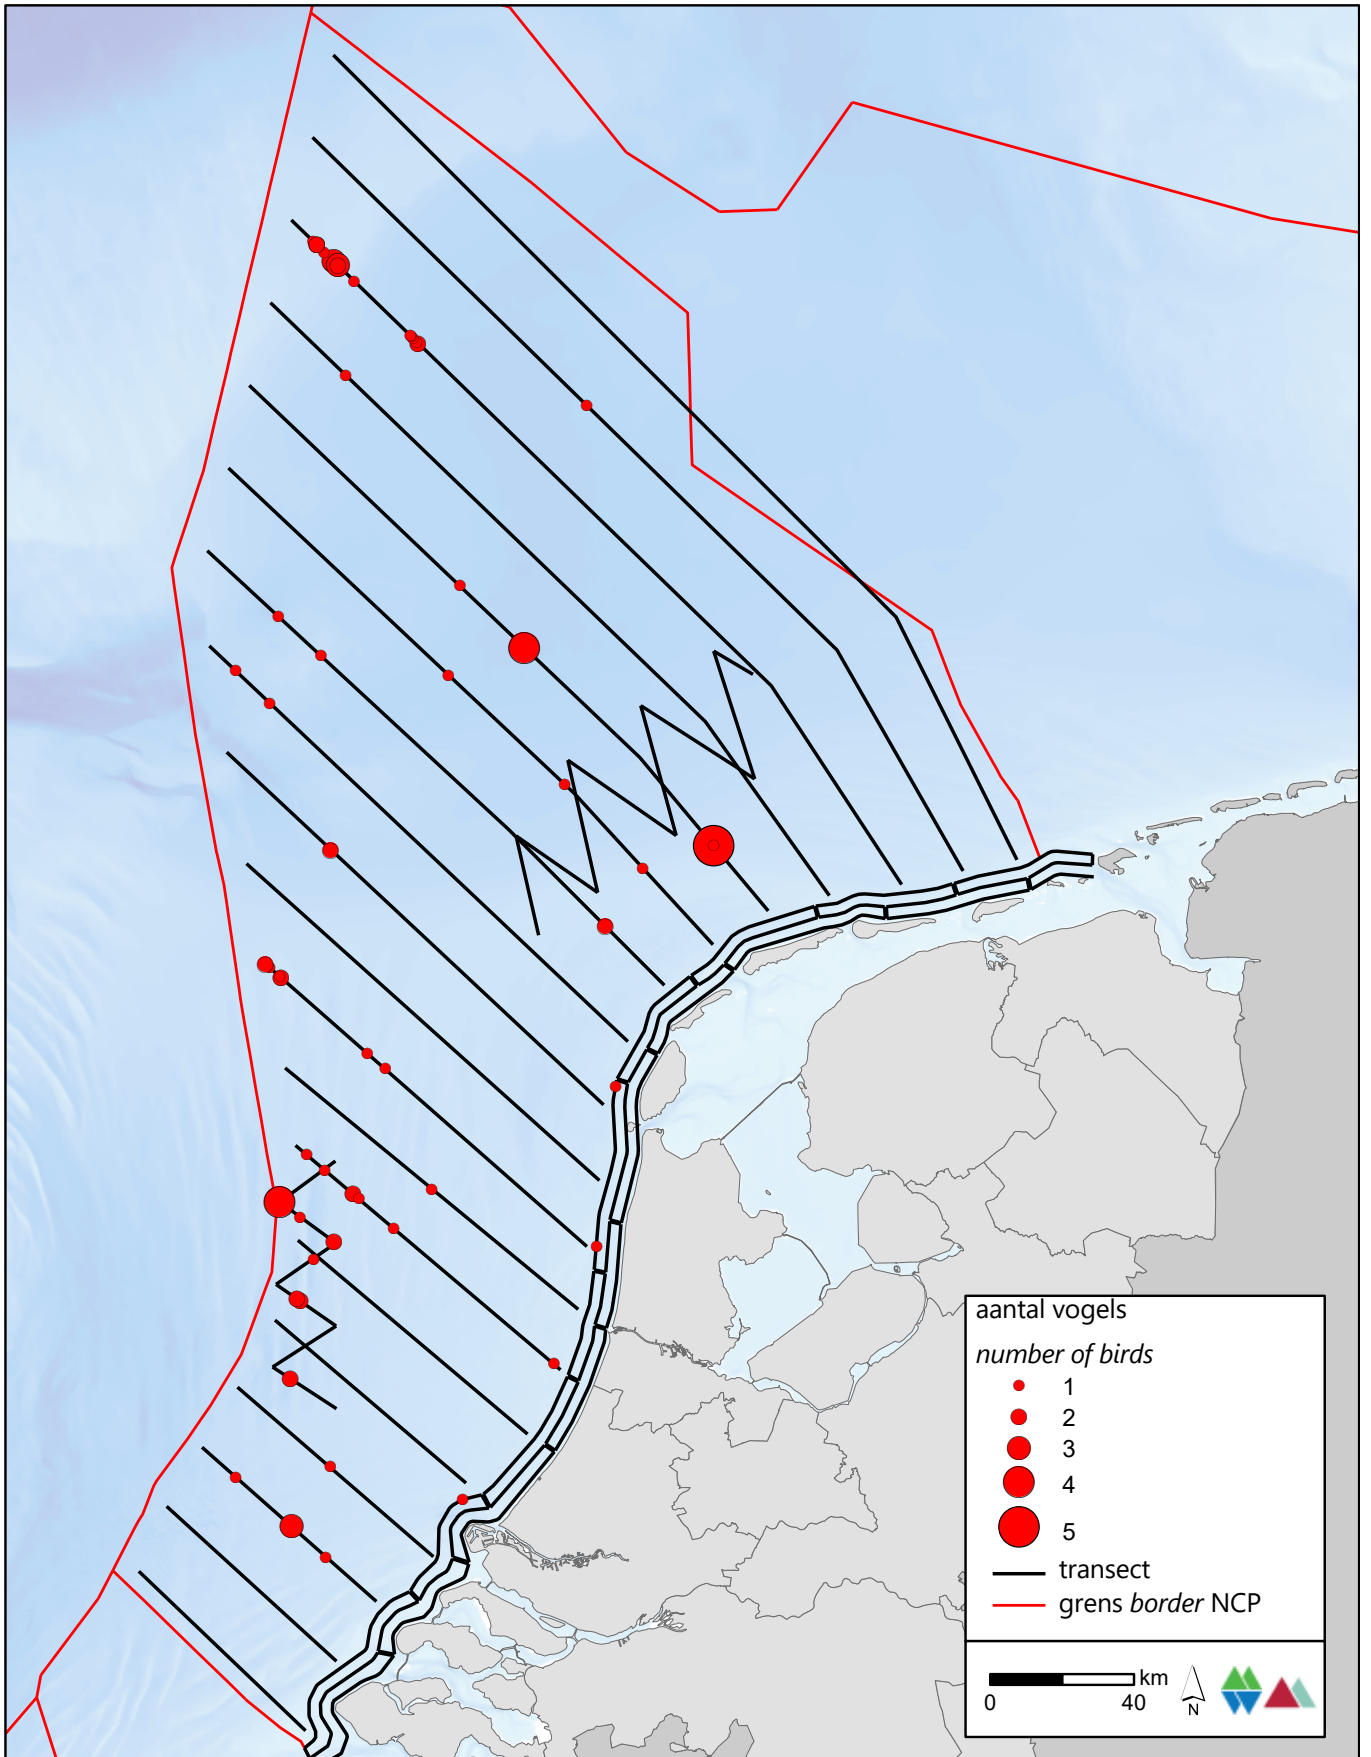 aantal vogels
number of birds
1
2
3
4
5
transect
grens border NCP
km
0 40
N